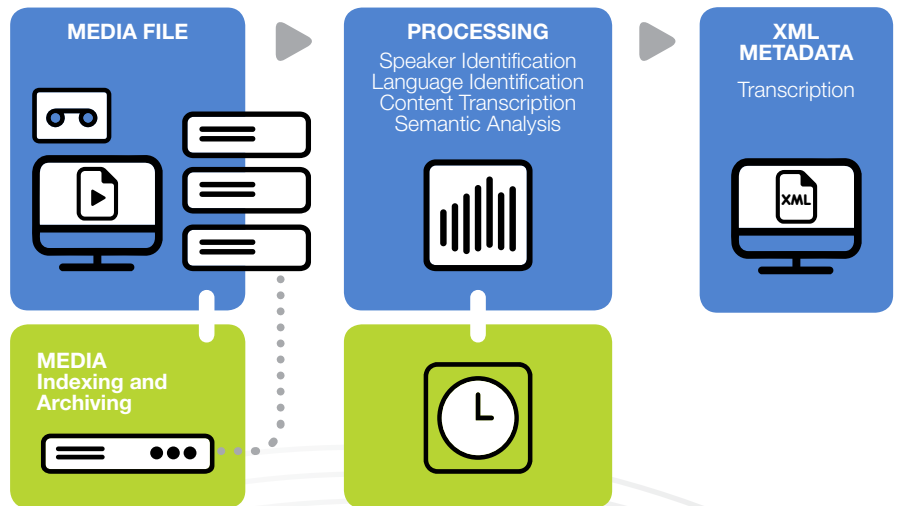 MEDIA FILE
PROCESSING
Speaker Identification
Language Identification
Content Transcription
Semantic Analysis
XML
METADATA
Transcription
XML
MEDIA
Indexing and
Archiving